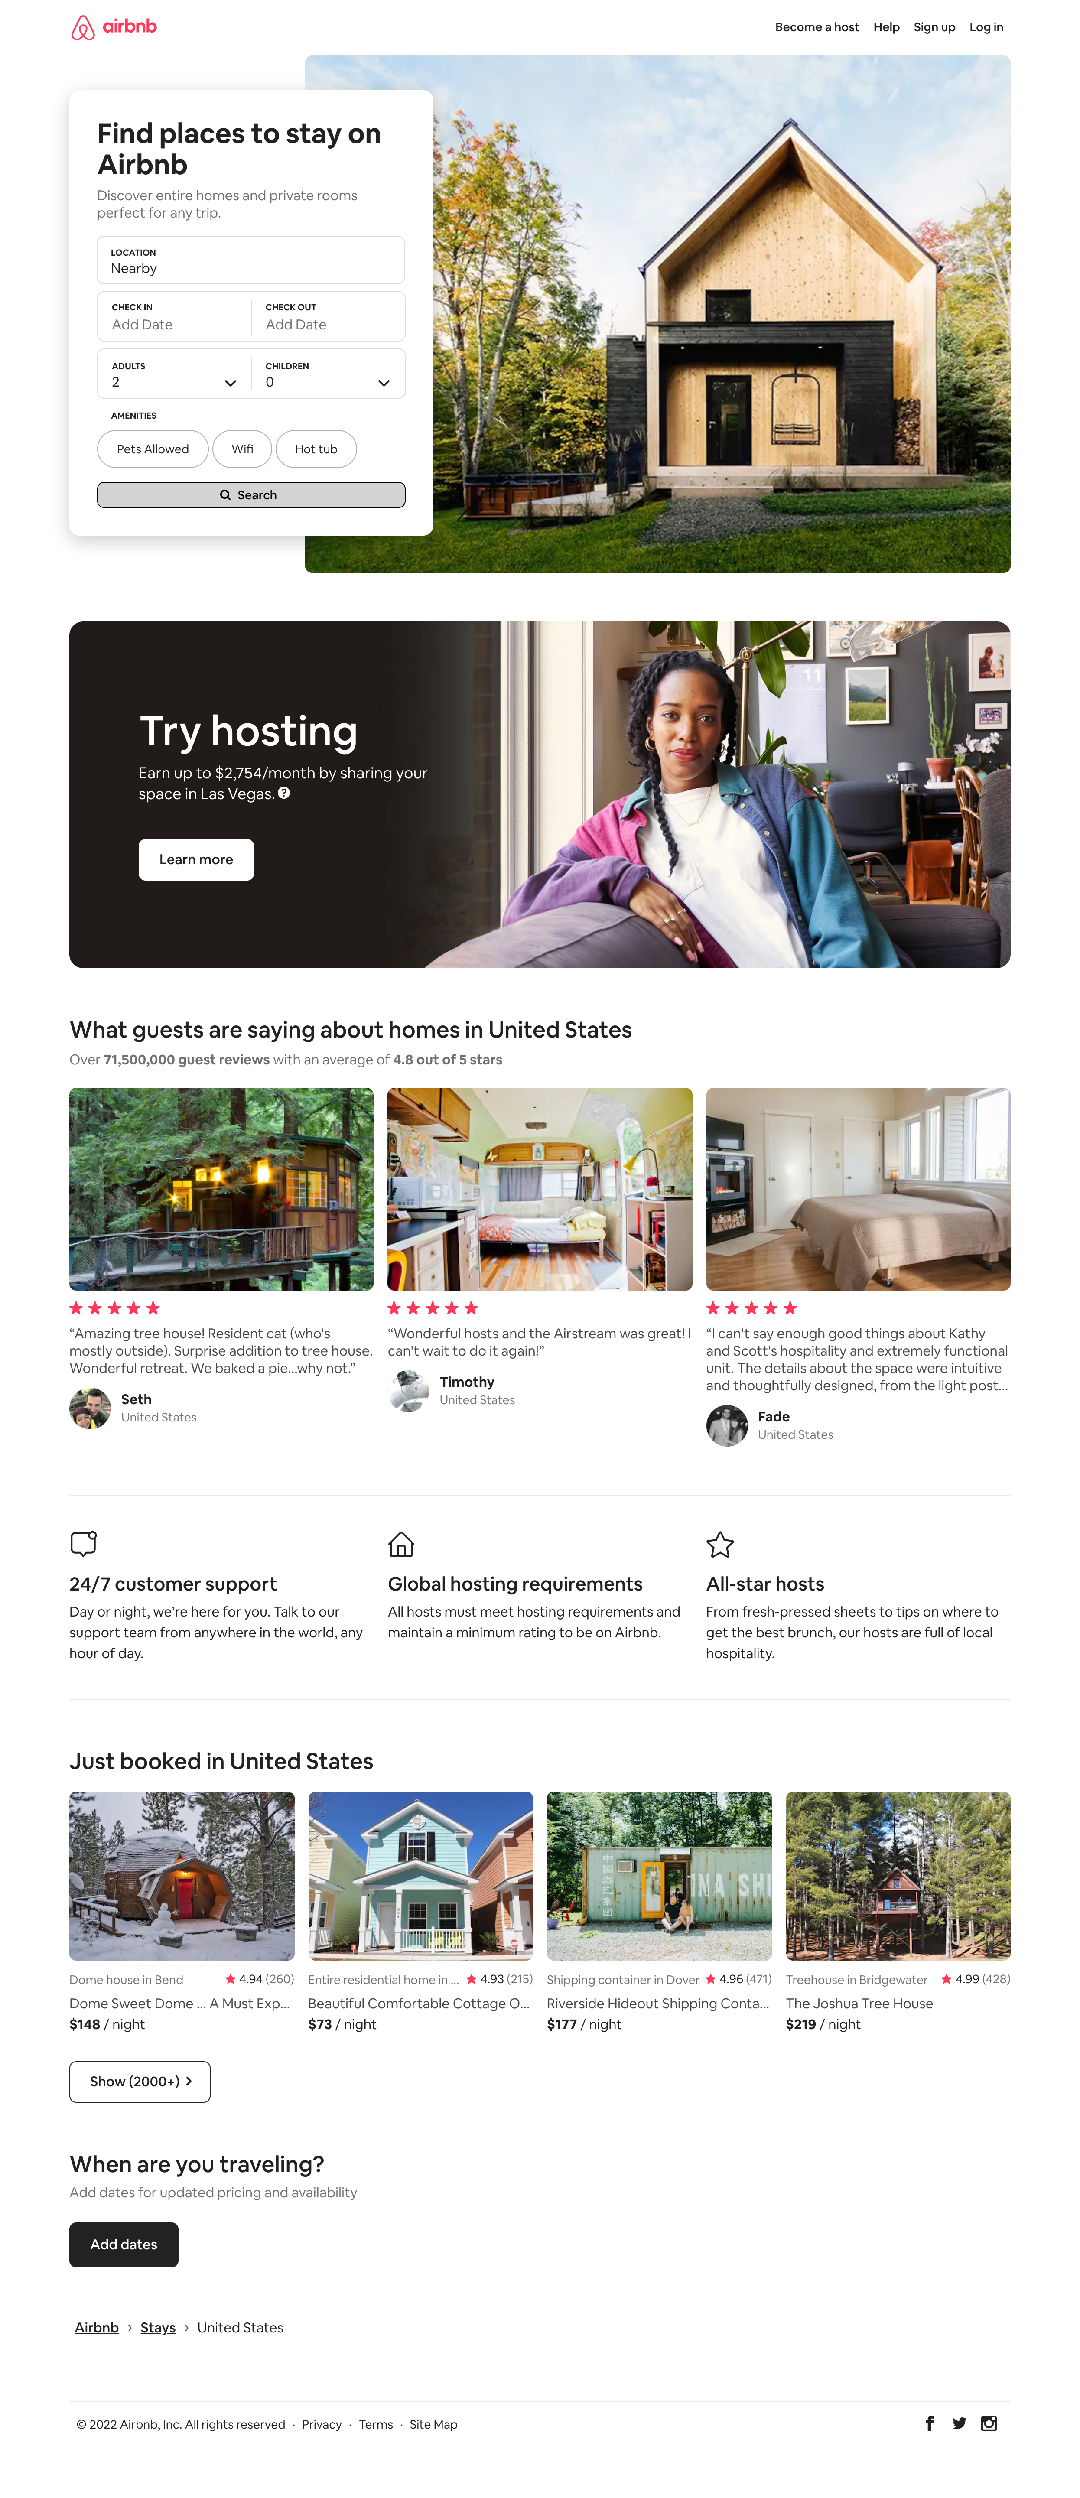 airbnb
Become a host Help Sign up Log in
Find places to stay on
Airbnb
Discover entire homes and private rooms
perfect for any trip.
LOCATION
Nearby
CHECK IN CHECK OUT
Add Date Add Date
ADULTS CHILDREN
2 0
AMENITIES
Pets Allowed Wifi Hot tub
Search
11
Try hosting
Earn up to $2,754/month by sharing your
space in Las Vegas. ?
Learn more
What guests are saying about homes in United States
Over 71,500,000 guest reviews with an average of 4.8 out of 5 stars
“Amazing tree house! Resident cat (who's
mostly outside). Surprise addition to tree house.
Wonderful retreat. We baked a pie...why not.”
Seth
United States
“Wonderful hosts and the Airstream was great! I
can't wait to do it again!”
Timothy
United States
“I can't say enough good things about Kathy
and Scott's hospitality and extremely functional
unit. The details about the space were intuitive
and thoughtfully designed, from the light post...
Fade
United States
24/7 customer support
Day or night, we’re here for you. Talk to our
support team from anywhere in the world, any
hour of day.
Global hosting requirements
All hosts must meet hosting requirements and
maintain a minimum rating to be on Airbnb.
All-star hosts
From fresh-pressed sheets to tips on where to
get the best brunch, our hosts are full of local
hospitality.
Just booked in United States
中国海运集团
INA SHI
Dome house in Bend 4.94 (260)
Dome Sweet Dome ... A Must Exp...
$148 / night
Entire residential home in ... 4.93 (215)
Beautiful Comfortable Cottage O...
$73 / night
Shipping container in Dover 4.96 (471)
Riverside Hideout Shipping Conta...
$177 / night
Treehouse in Bridgewater 4.99 (428)
The Joshua Tree House
$219 / night
Show (2000+) ›
When are you traveling?
Add dates for updated pricing and availability
Add dates
Airbnb › Stays › United States
© 2022 Airbnb, Inc. All rights reserved · Privacy · Terms · Site Map